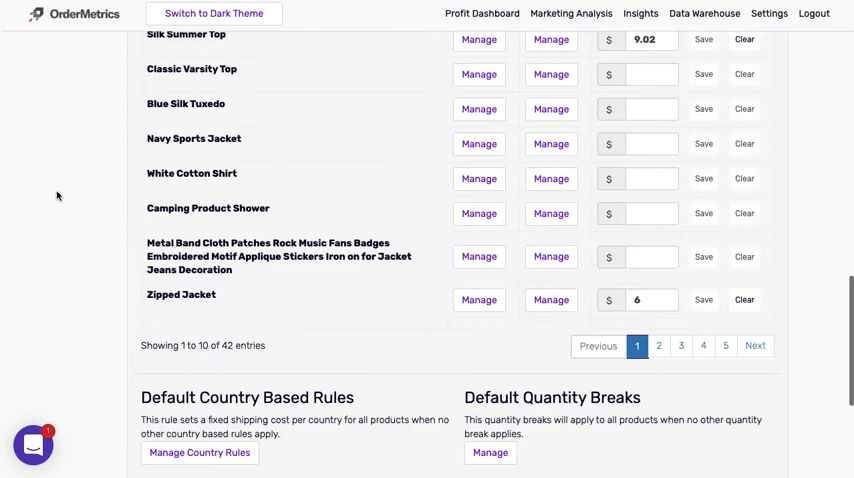 OrderMetrics
Switch to Dark Theme
Profit Dashboard
Marketing Analysis
Insights
Data Warehouse
Settings
Logout
Silk Summer Top
Manage
Manage
$ 9.02
Save
Clear
Classic Varsity Top
Manage
Manage
$
Save
Clear
Blue Silk Tuxedo
Manage
Manage
$
Save
Clear
Navy Sports Jacket
Manage
Manage
$
Save
Clear
White Cotton Shirt
Manage
Manage
$
Save
Clear
Camping Product Shower
Manage
Manage
$
Save
Clear
Metal Band Cloth Patches Rock Music Fans Badges
Embroidered Motif Applique Stickers Iron on for Jacket
Jeans Decoration
Manage
Manage
$
Save
Clear
Zipped Jacket
Manage
Manage
$ 6
Save
Clear
Showing 1 to 10 of 42 entries
Previous 1 2 3 4 5 Next
Default Country Based Rules
This rule sets a fixed shipping cost per country for all products when no
other country based rules apply.
Manage Country Rules
Default Quantity Breaks
This quantity breaks will apply to all products when no other quantity
break applies.
Manage
1